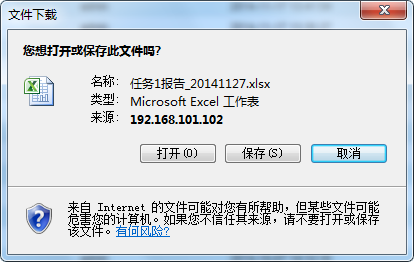 文件下载
您想打开或保存此文件吗?
名称: 任务1报告_20141127.xlsx
类型: Microsoft Excel 工作表
来源: 192.168.101.102
打开(O) 保存(S) 取消
来自 Internet 的文件可能对您有所帮助，但某些文件可能
危害您的计算机。如果您不信任其来源，请不要打开或保存
该文件。有何风险?